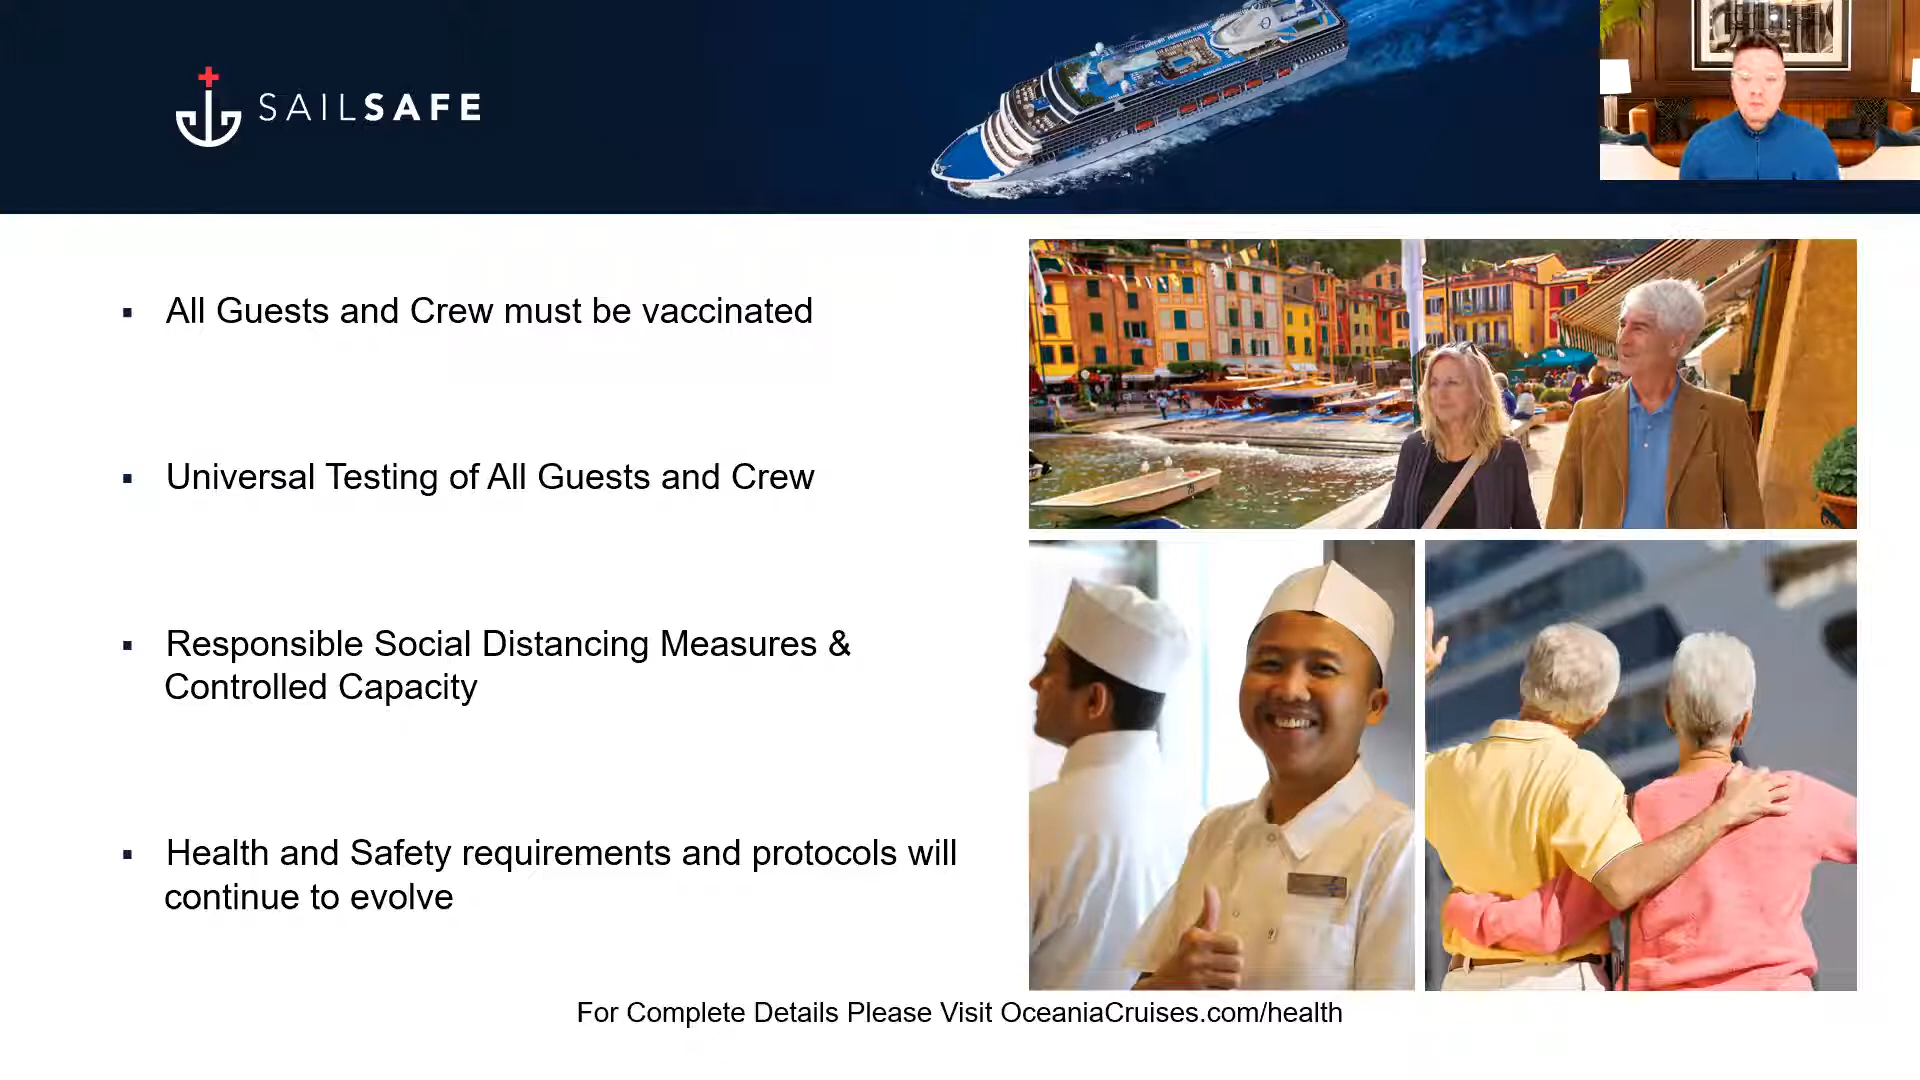 SAILSAFE
▪ All Guests and Crew must be vaccinated
▪ Universal Testing of All Guests and Crew
▪ Responsible Social Distancing Measures &
Controlled Capacity
▪ Health and Safety requirements and protocols will
continue to evolve
For Complete Details Please Visit OceaniaCruises.com/health